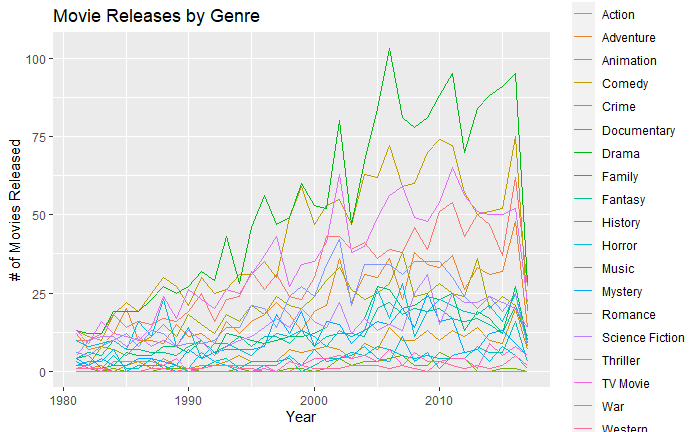 Movie Releases by Genre
# of Movies Released
100
75
50
25
0
1980
1990
2000
2010
Year
Action
Adventure
Animation
Comedy
Crime
Documentary
Drama
Family
Fantasy
History
Horror
Music
Mystery
Romance
Science Fiction
Thriller
TV Movie
War
Western